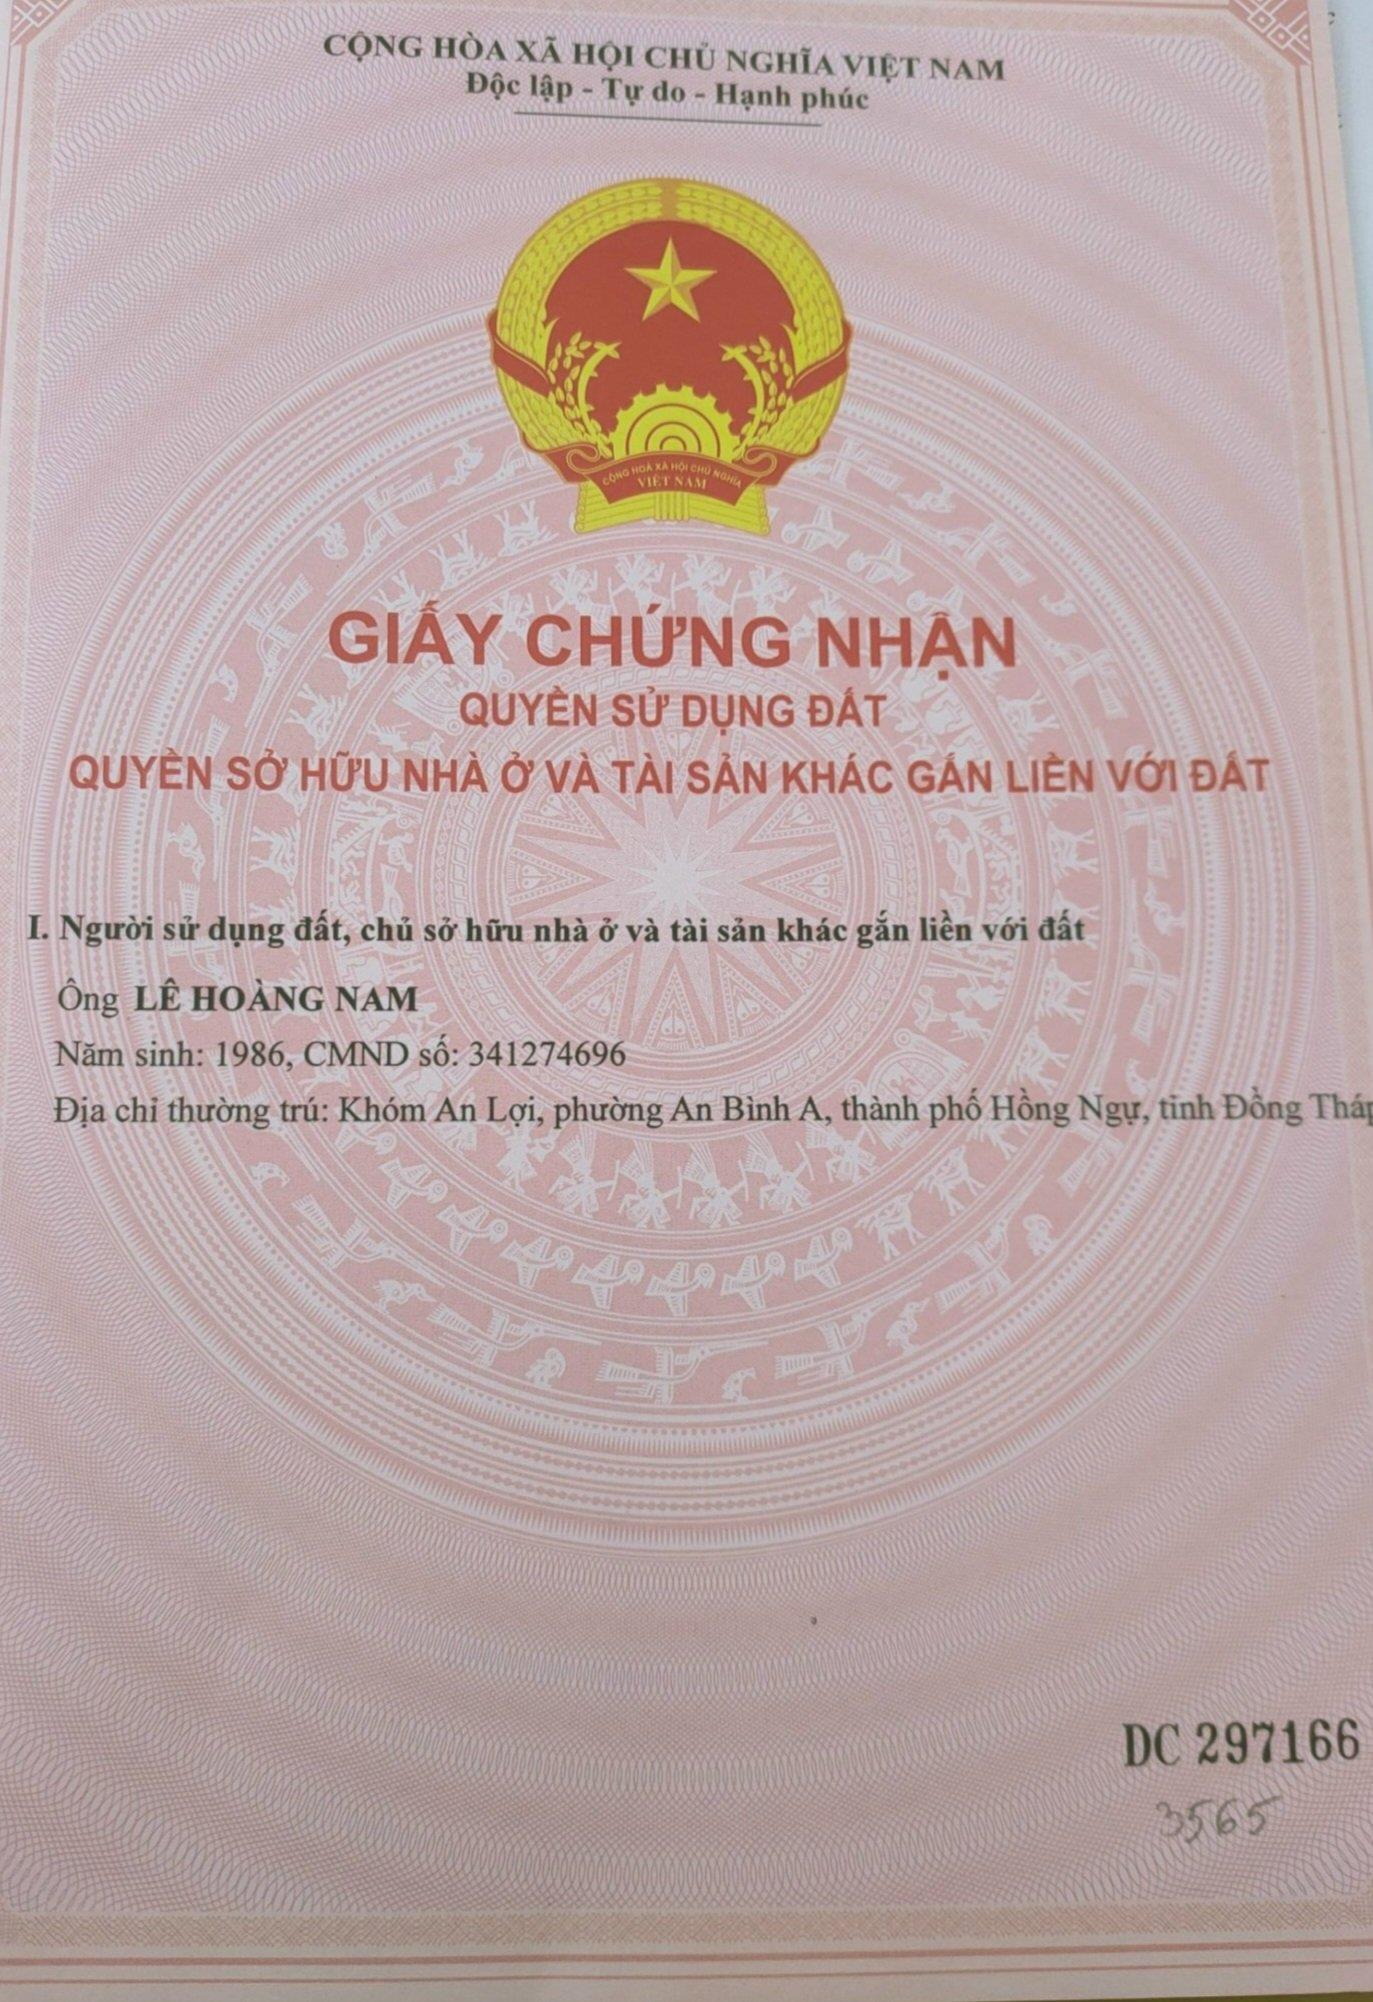 CỘNG HÒA XÃ HỘI CHỦ NGHĨA VIỆT NAM
Độc lập - Tự do - Hạnh phúc
CỘNG HOÀ XÃ HỘI CHỦ NGHĨA
VIỆT NAM
GIẤY CHỨNG NHẬN
QUYỀN SỬ DỤNG ĐẤT
QUYỀN SỞ HỮU NHÀ Ở VÀ TÀI SẢN KHÁC GẮN LIỀN VỚI ĐẤT
I. Người sử dụng đất, chủ sở hữu nhà ở và tài sản khác gắn liền với đất
Ông LÊ HOÀNG NAM
Năm sinh: 1986, CMND số: 341274696
Địa chỉ thường trú: Khóm An Lợi, phường An Bình A, thành phố Hồng Ngự, tỉnh Đồng Tháp
DC 297166
3565